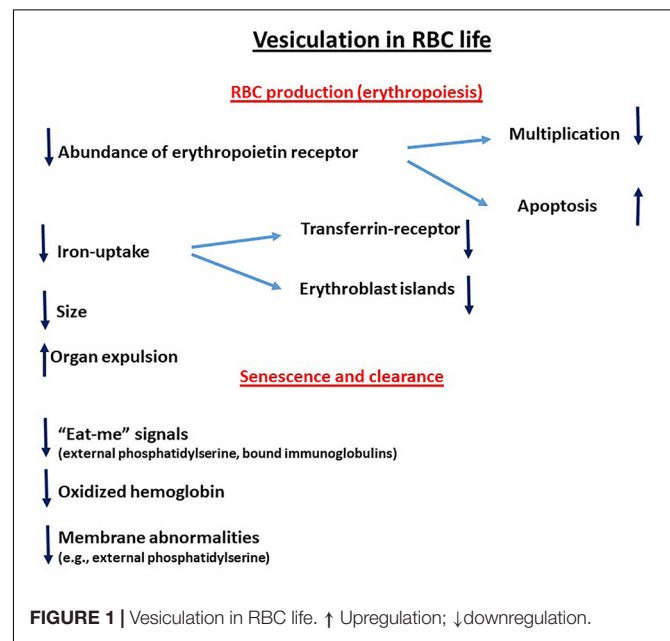 Vesiculation in RBC life
RBC production (erythropoiesis)
Multiplication
Abundance of erythropoietin receptor
Apoptosis
Transferrin-receptor
Iron-uptake
Erythroblast islands
Size
Organ expulsion
Senescence and clearance
“Eat-me” signals
(external phosphatidylserine, bound immunoglobulins)
Oxidized hemoglobin
Membrane abnormalities
(e.g., external phosphatidylserine)
FIGURE 1 | Vesiculation in RBC life. ↑ Upregulation; ↓downregulation.